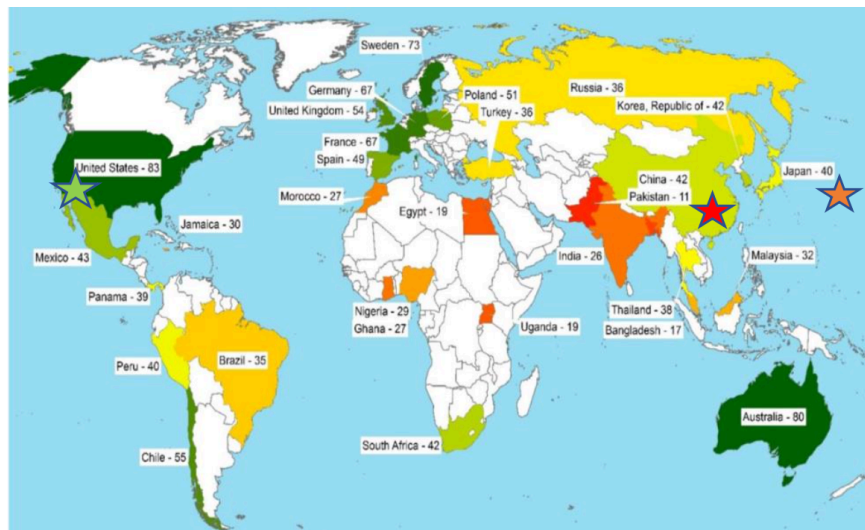 Sweden - 73
Germany - 67
Poland - 51
Russia - 36
United Kingdom - 54
Turkey - 36
Korea, Republic of - 42
France - 67
United States - 83
Spain - 49
China - 42
Japan - 40
Morocco - 27
Pakistan - 11
Egypt - 19
Jamaica - 30
Mexico - 43
India - 26
Malaysia - 32
Panama - 39
Nigeria - 29
Thailand - 38
Ghana - 27
Uganda - 19
Bangladesh - 17
Peru - 40
Brazil - 35
Australia - 80
South Africa - 42
Chile - 55